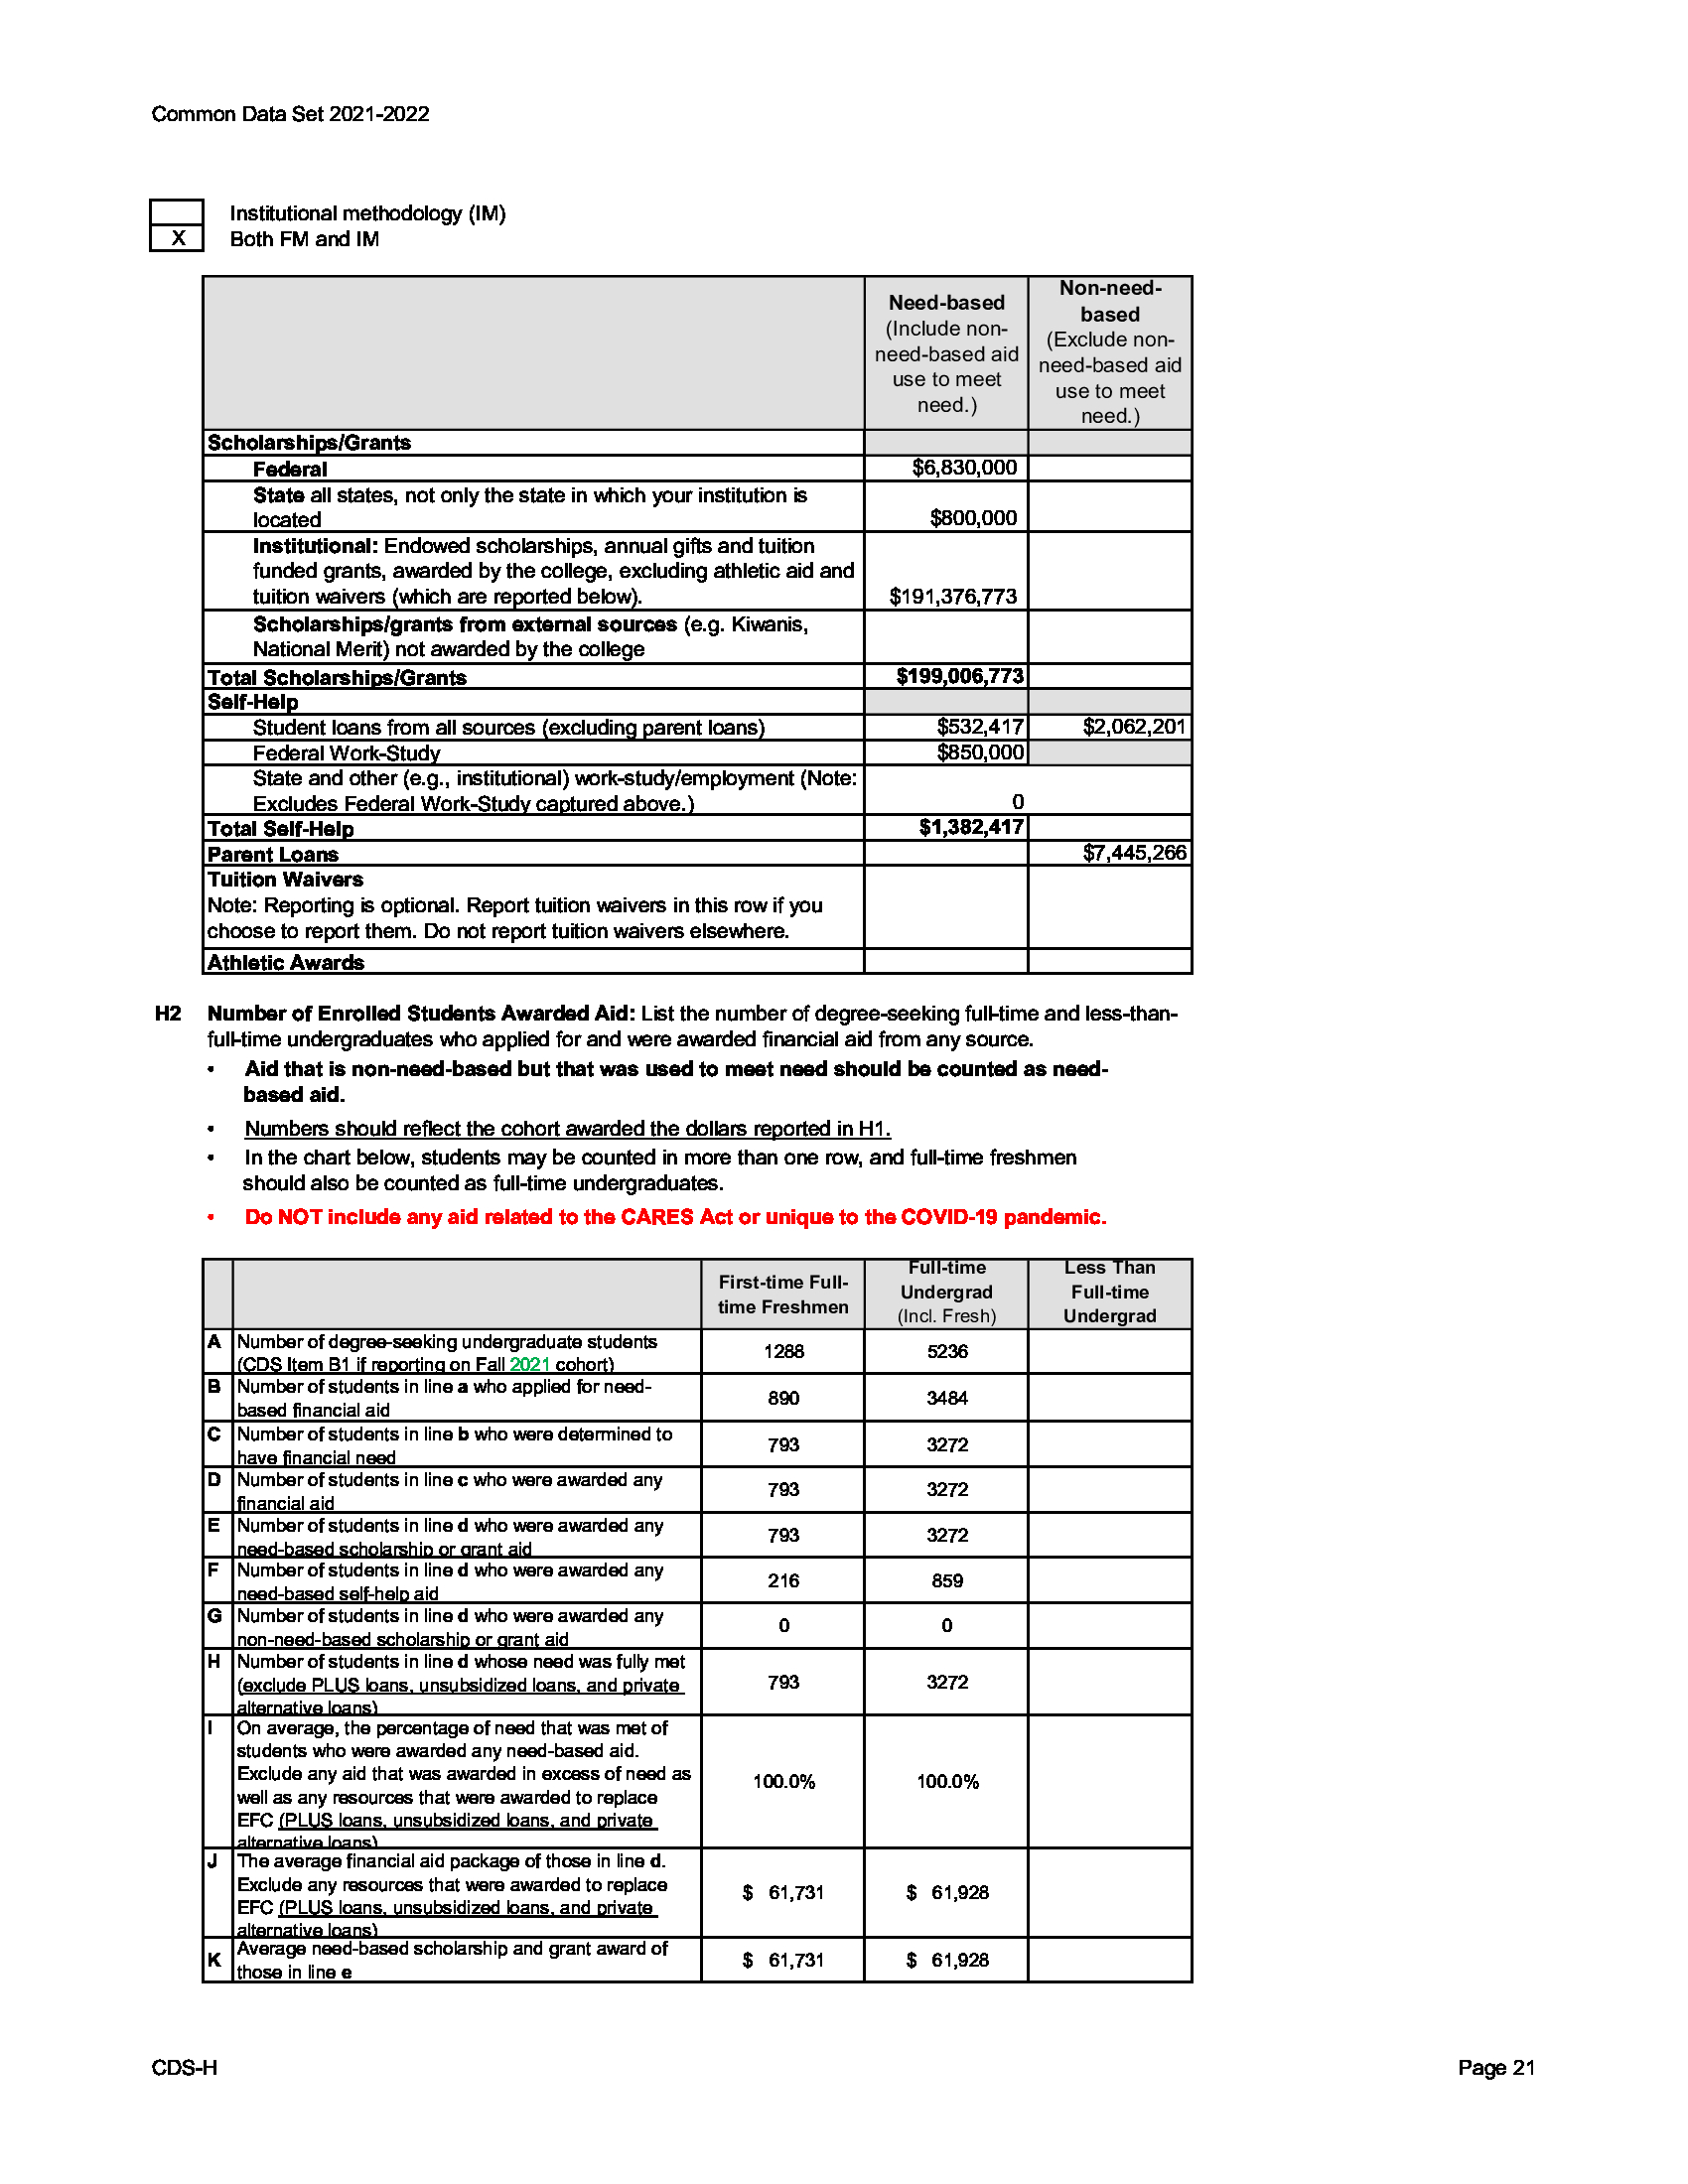 Common Data Set 2021-2022
Institutional methodology (IM)
X Both FM and IM
Need-based
(Include non-
need-based aid
use to meet
need.)
Non-need-
based
(Exclude non-
need-based aid
use to meet
need.)
Scholarships/Grants
Federal $6,830,000
State all states, not only the state in which your institution is
located $800,000
Institutional: Endowed scholarships, annual gifts and tuition
funded grants, awarded by the college, excluding athletic aid and
tuition waivers (which are reported below). $191,376,773
Scholarships/grants from external sources (e.g. Kiwanis,
National Merit) not awarded by the college
Total Scholarships/Grants $199,006,773
Self-Help
Student loans from all sources (excluding parent loans) $532,417 $2,062,201
Federal Work-Study $850,000
State and other (e.g., institutional) work-study/employment (Note:
Excludes Federal Work-Study captured above.) 0
Total Self-Help $1,382,417
Parent Loans $7,445,266
Tuition Waivers
Note: Reporting is optional. Report tuition waivers in this row if you
choose to report them. Do not report tuition waivers elsewhere.
Athletic Awards
H2 Number of Enrolled Students Awarded Aid: List the number of degree-seeking full-time and less-than-
full-time undergraduates who applied for and were awarded financial aid from any source.
• Aid that is non-need-based but that was used to meet need should be counted as need-
based aid.
• Numbers should reflect the cohort awarded the dollars reported in H1.
• In the chart below, students may be counted in more than one row, and full-time freshmen
should also be counted as full-time undergraduates.
• Do NOT include any aid related to the CARES Act or unique to the COVID-19 pandemic.
First-time Full-
time Freshmen
Full-time
Undergrad
(Incl. Fresh)
Less Than
Full-time
Undergrad
A Number of degree-seeking undergraduate students
(CDS Item B1 if reporting on Fall 2021 cohort) 1288 5236
B Number of students in line a who applied for need-
based financial aid 890 3484
C Number of students in line b who were determined to
have financial need 793 3272
D Number of students in line c who were awarded any
financial aid 793 3272
E Number of students in line d who were awarded any
need-based scholarship or grant aid 793 3272
F Number of students in line d who were awarded any
need-based self-help aid 216 859
G Number of students in line d who were awarded any
non-need-based scholarship or grant aid 0 0
H Number of students in line d whose need was fully met
(exclude PLUS loans, unsubsidized loans, and private
alternative loans) 793 3272
I On average, the percentage of need that was met of
students who were awarded any need-based aid.
Exclude any aid that was awarded in excess of need as
well as any resources that were awarded to replace
EFC (PLUS loans, unsubsidized loans, and private
alternative loans) 100.0% 100.0%
J The average financial aid package of those in line d.
Exclude any resources that were awarded to replace
EFC (PLUS loans, unsubsidized loans, and private
alternative loans) $ 61,731 $ 61,928
K Average need-based scholarship and grant award of
those in line e $ 61,731 $ 61,928
CDS-H Page 21